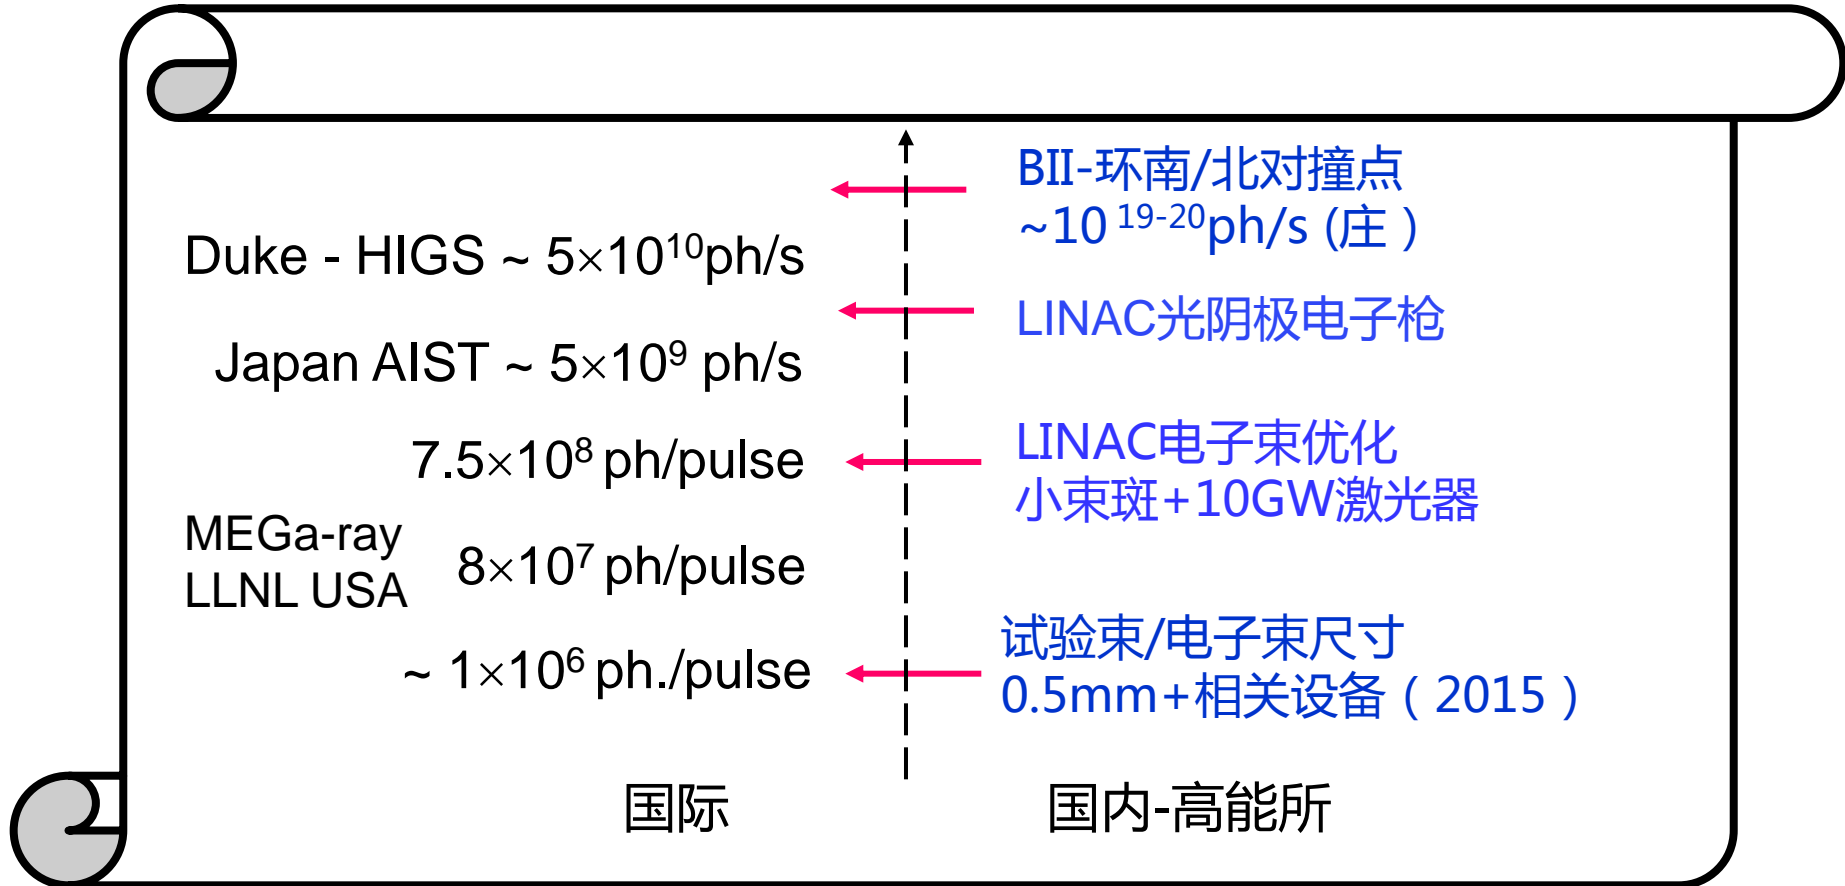 Duke - HIGS ~ 5×10¹⁰ph/s
Japan AIST ~ 5×10⁹ ph/s
7.5×10⁸ ph/pulse
MEGa-ray
LLNL USA
8×10⁷ ph/pulse
~ 1×10⁶ ph./pulse
国际
BII-环南/北对撞点
~10 ¹⁹⁻²⁰ph/s (庄）
LINAC光阴极电子枪
LINAC电子束优化
小束斑+10GW激光器
试验束/电子束尺寸
0.5mm+相关设备（2015）
国内-高能所